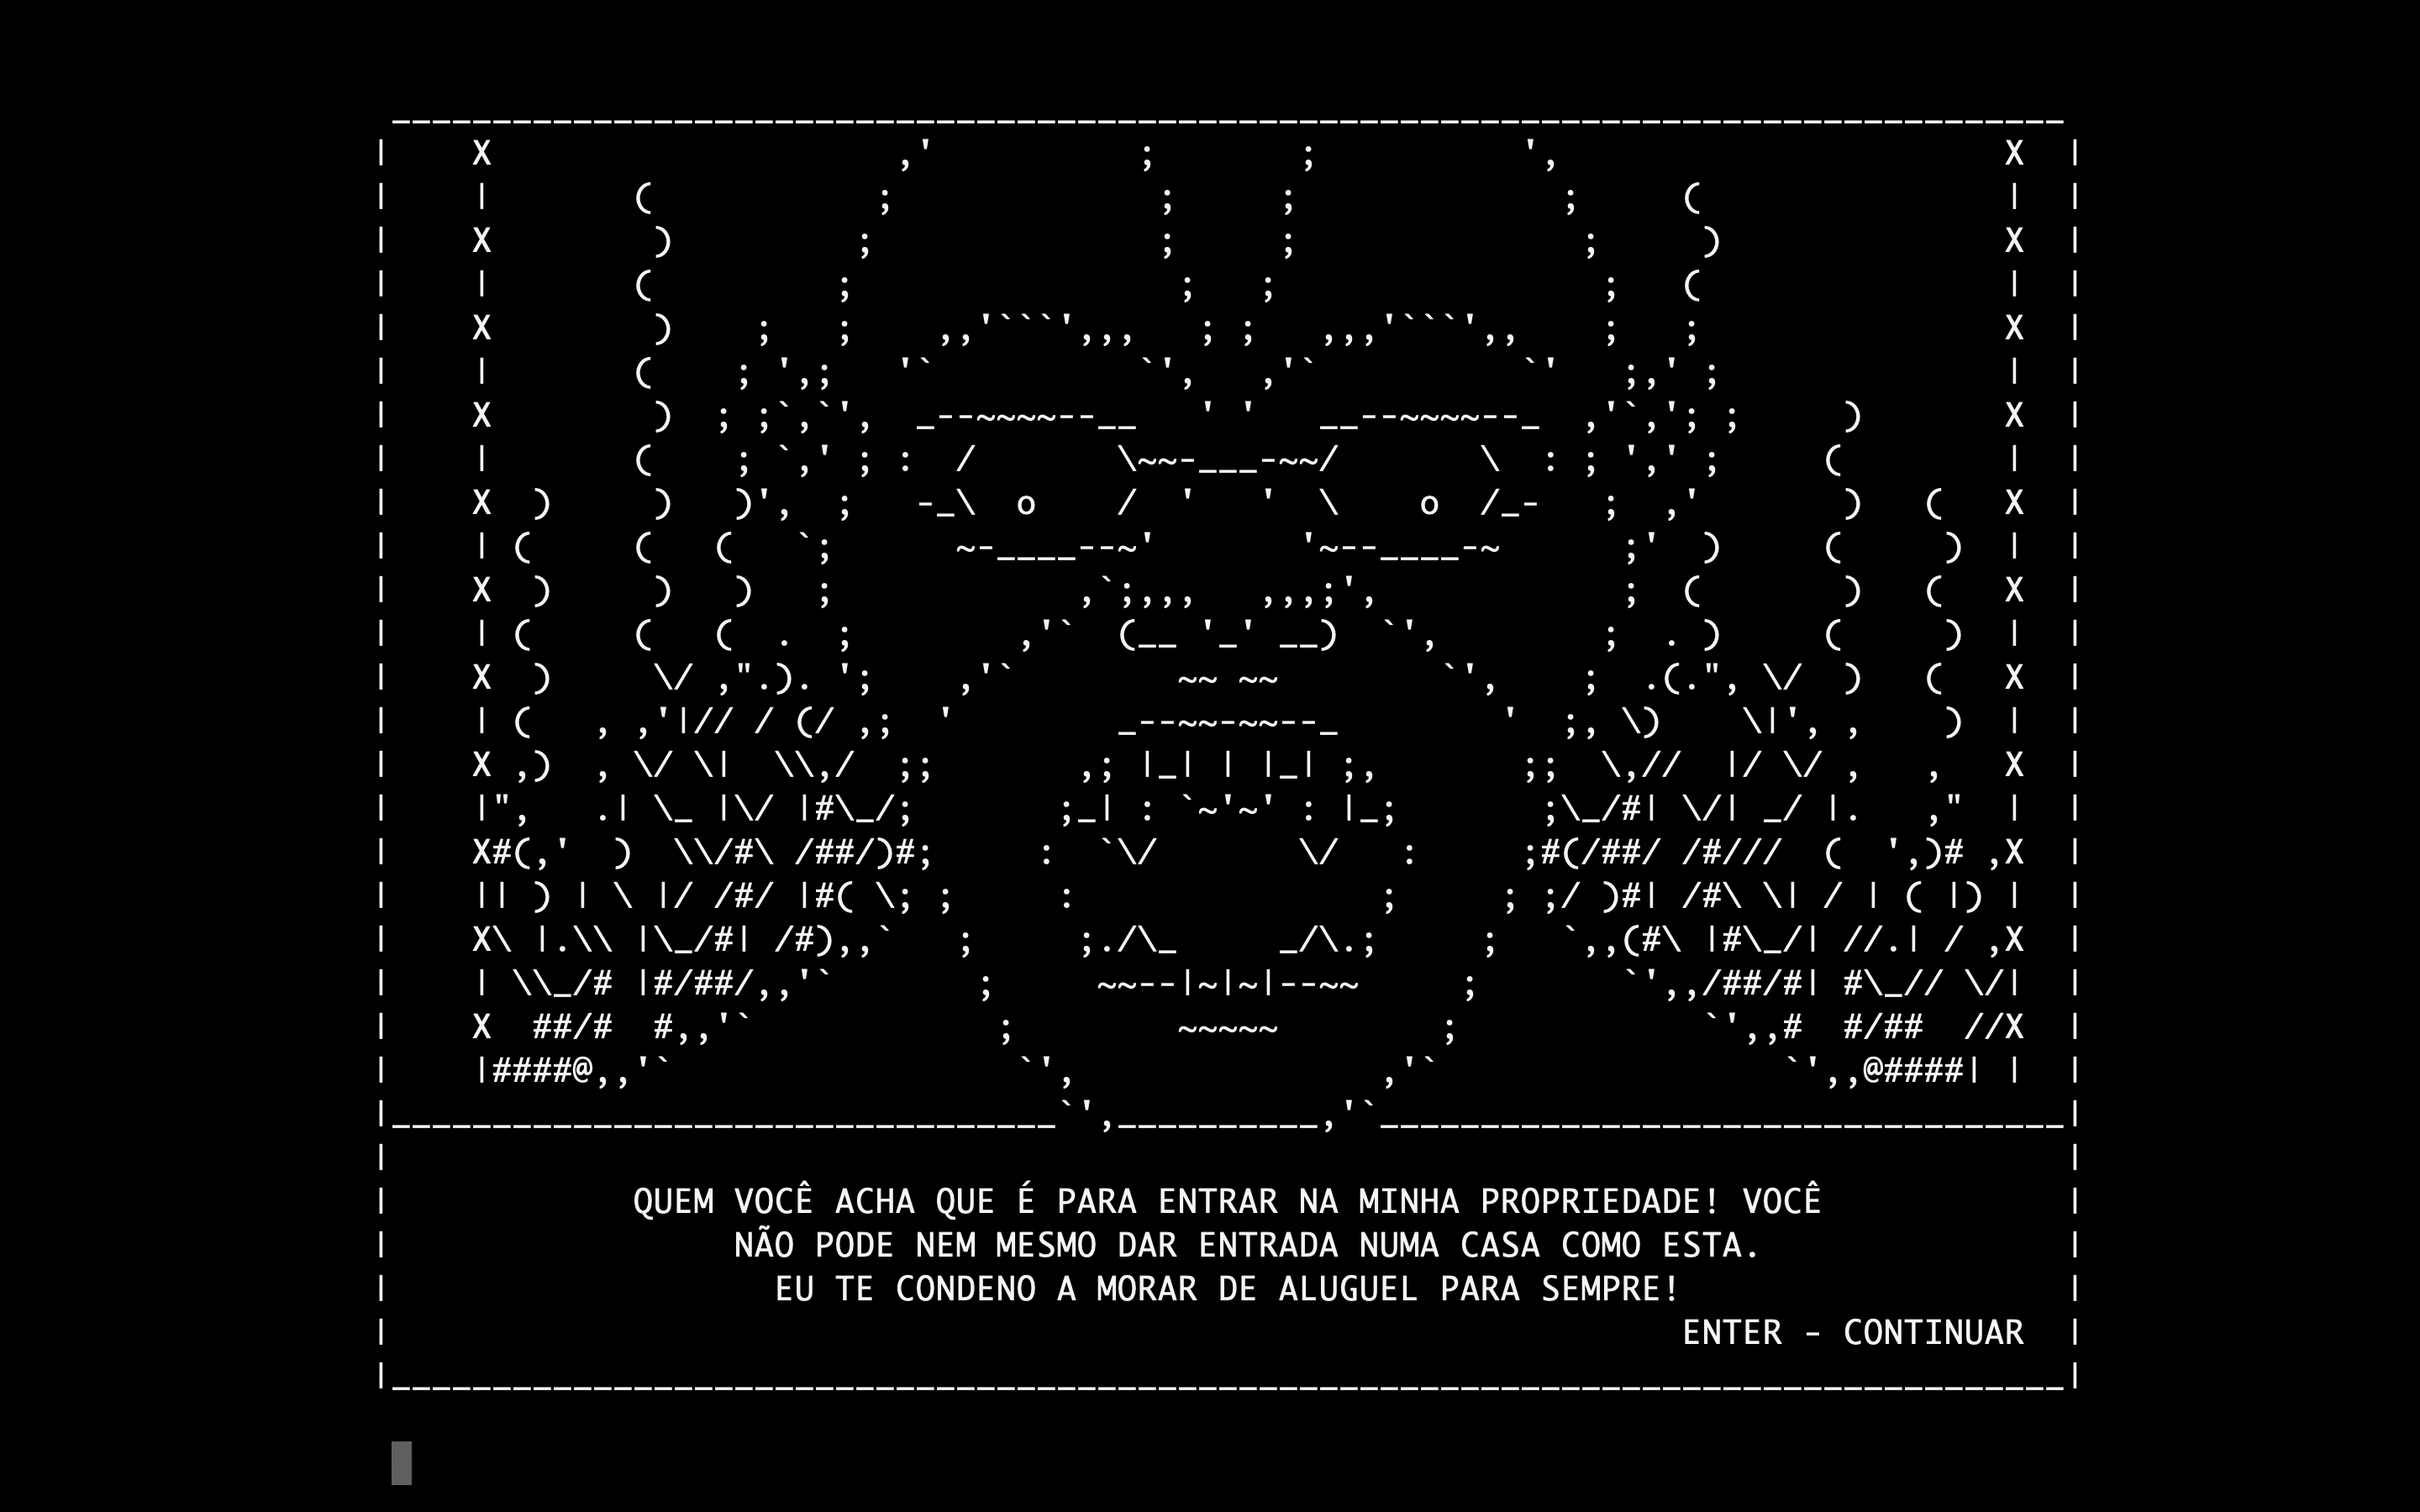 QUEM VOCÊ ACHA QUE É PARA ENTRAR NA MINHA PROPRIEDADE! VOCÊ
NÃO PODE NEM MESMO DAR ENTRADA NUMA CASA COMO ESTA.
EU TE CONDENO A MORAR DE ALUGUEL PARA SEMPRE!
ENTER - CONTINUAR